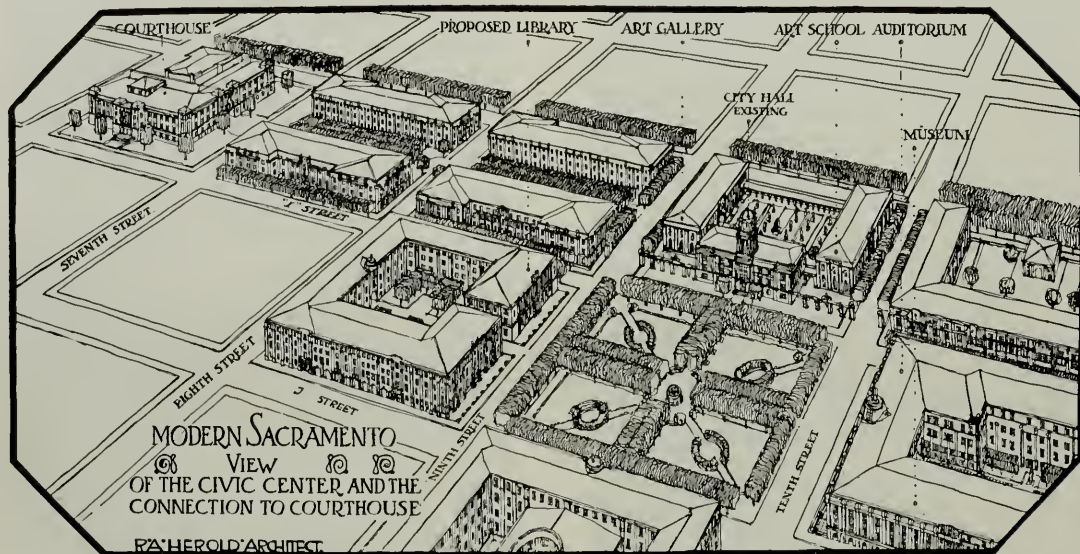 COURTHOUSE
PROPOSED LIBRARY
ART GALLERY
ART SCHOOL AUDITORIUM
CITY HALL
EXISTING
MUSEUM
SEVENTH STREET
I STREET
EIGHTH STREET
J STREET
NINTH STREET
TENTH STREET
MODERN SACRAMENTO
VIEW
OF THE CIVIC CENTER AND THE
CONNECTION TO COURTHOUSE
R·A·HEROLD·ARCHITECT